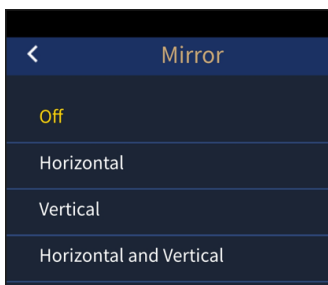 Mirror
Off
Horizontal
Vertical
Horizontal and Vertical